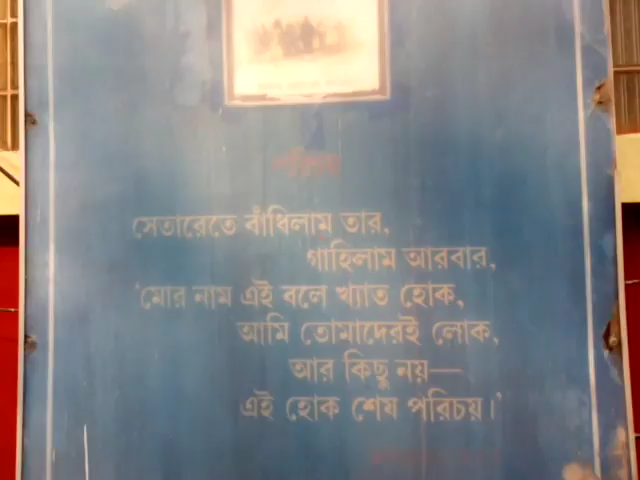 সেতারেতে বাঁধিলাম তার,
গাহিলাম আরবার,
'মোর নাম এই বলে খ্যাত হোক,
আমি তোমাদেরই লোক,
আর কিছু নয়—
এই হোক শেষ পরিচয়।'